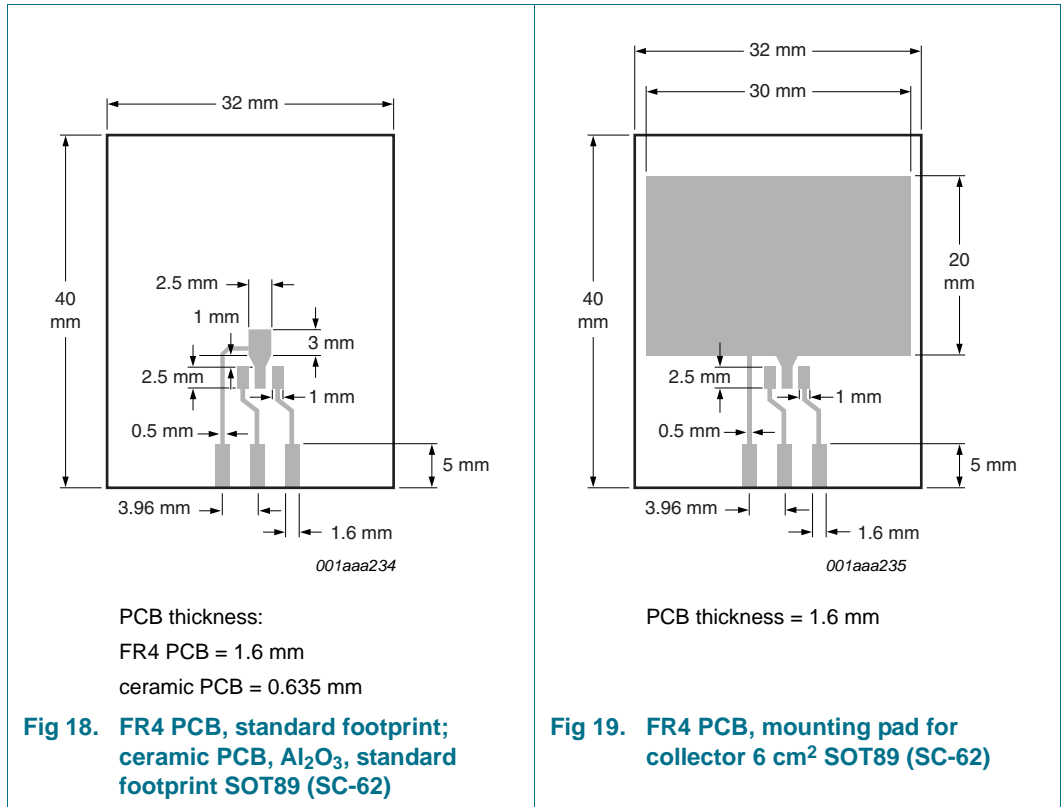 32 mm
40
mm
2.5 mm
1 mm
3 mm
2.5 mm
1 mm
0.5 mm
5 mm
3.96 mm
1.6 mm
001aaa234
PCB thickness:
FR4 PCB = 1.6 mm
ceramic PCB = 0.635 mm
Fig 18. FR4 PCB, standard footprint;
ceramic PCB, Al₂O₃, standard
footprint SOT89 (SC-62)
32 mm
30 mm
40
mm
20
mm
2.5 mm
1 mm
0.5 mm
5 mm
3.96 mm
1.6 mm
001aaa235
PCB thickness = 1.6 mm
Fig 19. FR4 PCB, mounting pad for
collector 6 cm² SOT89 (SC-62)